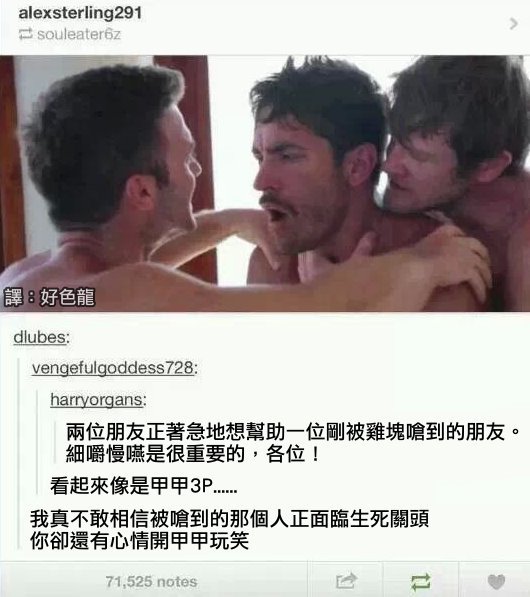 alexsterling291
souleater6z
譯：好色龍
dlubes:
vengefulgoddess728:
harryorgans:
兩位朋友正著急地想幫助一位剛被雞塊嗆到的朋友。
細嚼慢嚥是很重要的，各位！
看起來像是甲甲3P......
我真不敢相信被嗆到的那個人正面臨生死關頭
你卻還有心情開甲甲玩笑
71,525 notes